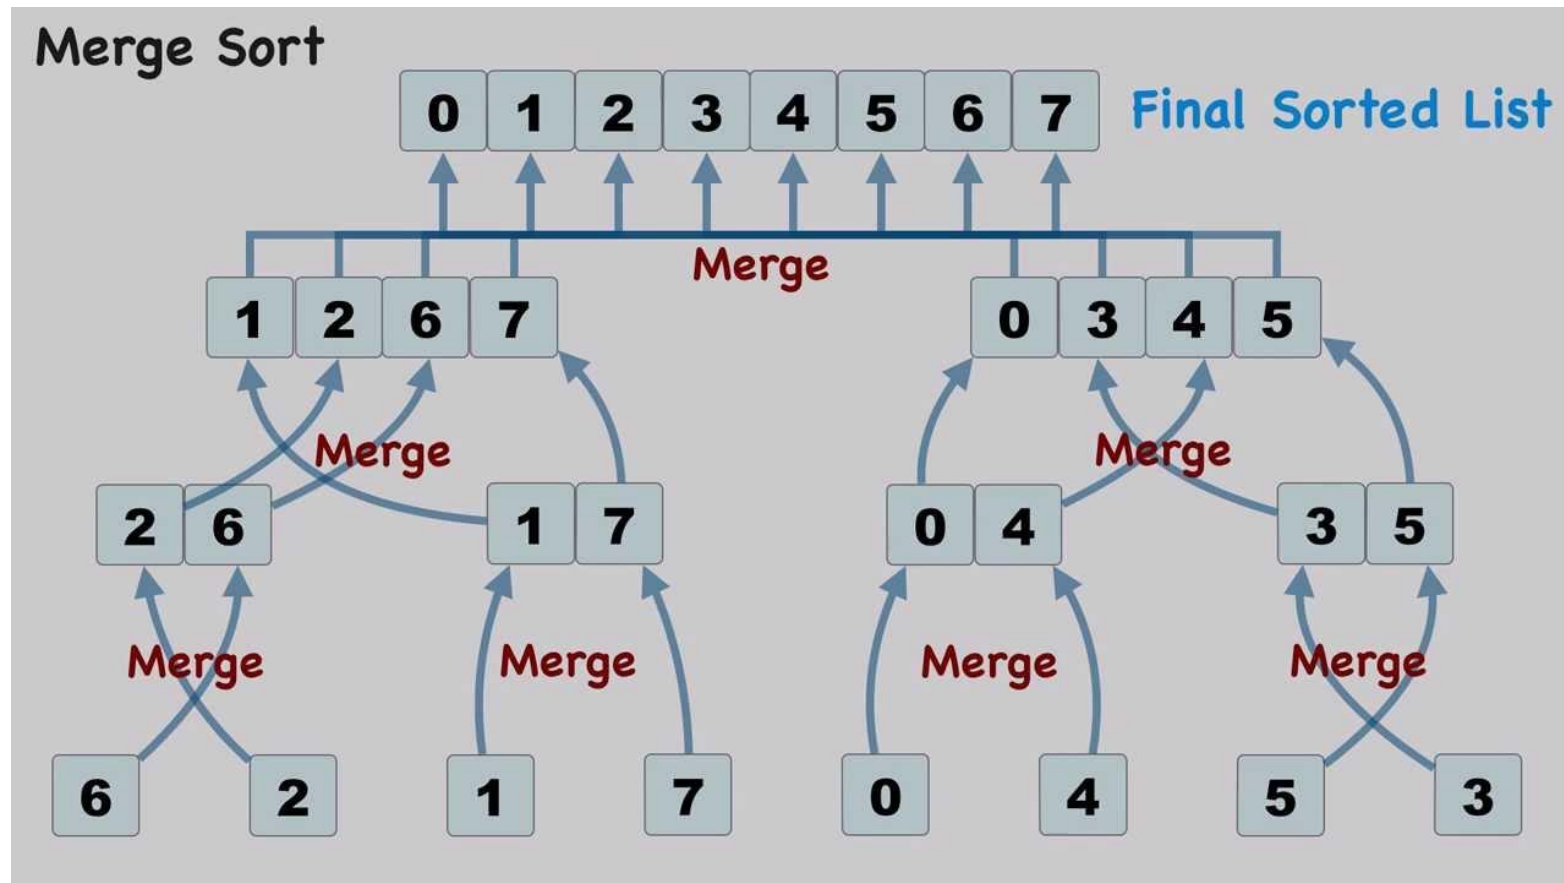 Merge Sort
0 1 2 3 4 5 6 7 Final Sorted List
Merge
1 2 6 7 0 3 4 5
Merge Merge
2 6 1 7 0 4 3 5
Merge Merge Merge Merge
6 2 1 7 0 4 5 3